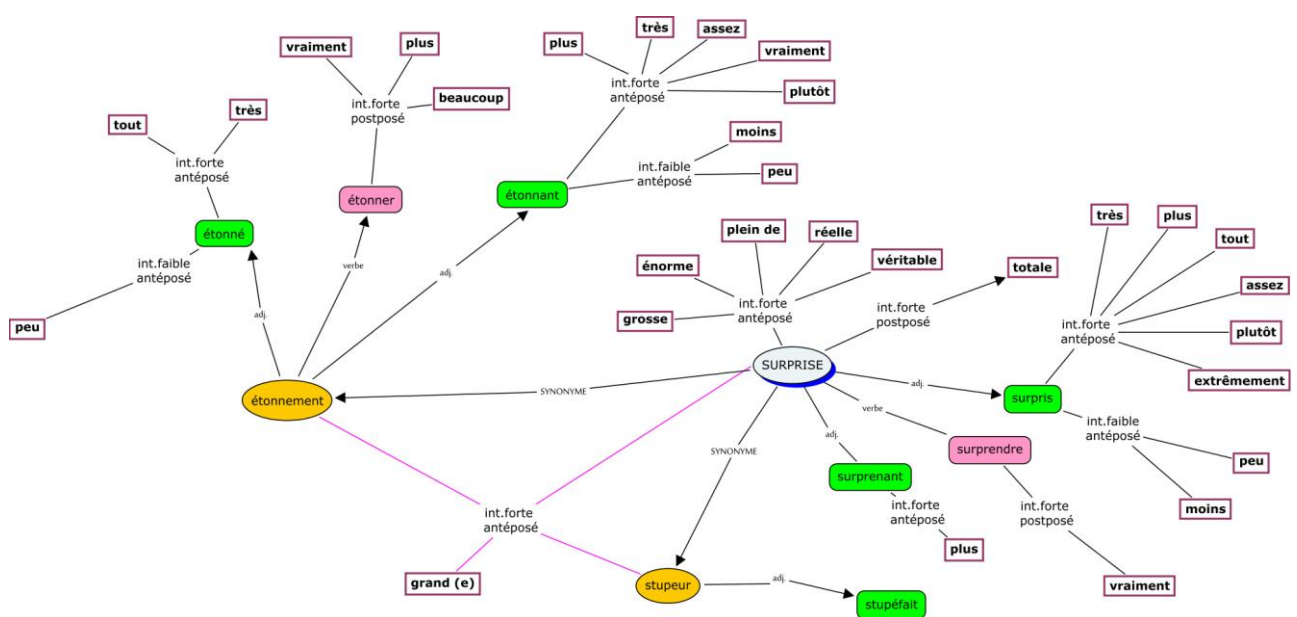 vraiment
plus
int.forte
postposé
beaucoup
étonner
tout
très
int.forte
antéposé
étonné
int.faible
antéposé
peu
plus
très
assez
vraiment
int.forte
antéposé
plutôt
moins
int.faible
antéposé
peu
étonnant
verbe
adj.
adj.
étonnement
SYNONYME
plein de
réelle
énorme
véritable
int.forte
antéposé
grosse
totale
int.forte
postposé
SURPRISE
très
plus
tout
assez
int.forte
antéposé
plutôt
extrêmement
adj.
surpris
int.faible
antéposé
peu
moins
verbe
surprendre
int.forte
postposé
vraiment
adj.
surprenant
int.forte
antéposé
plus
SYNONYME
int.forte
antéposé
grand (e)
stupeur
adj.
stupéfait